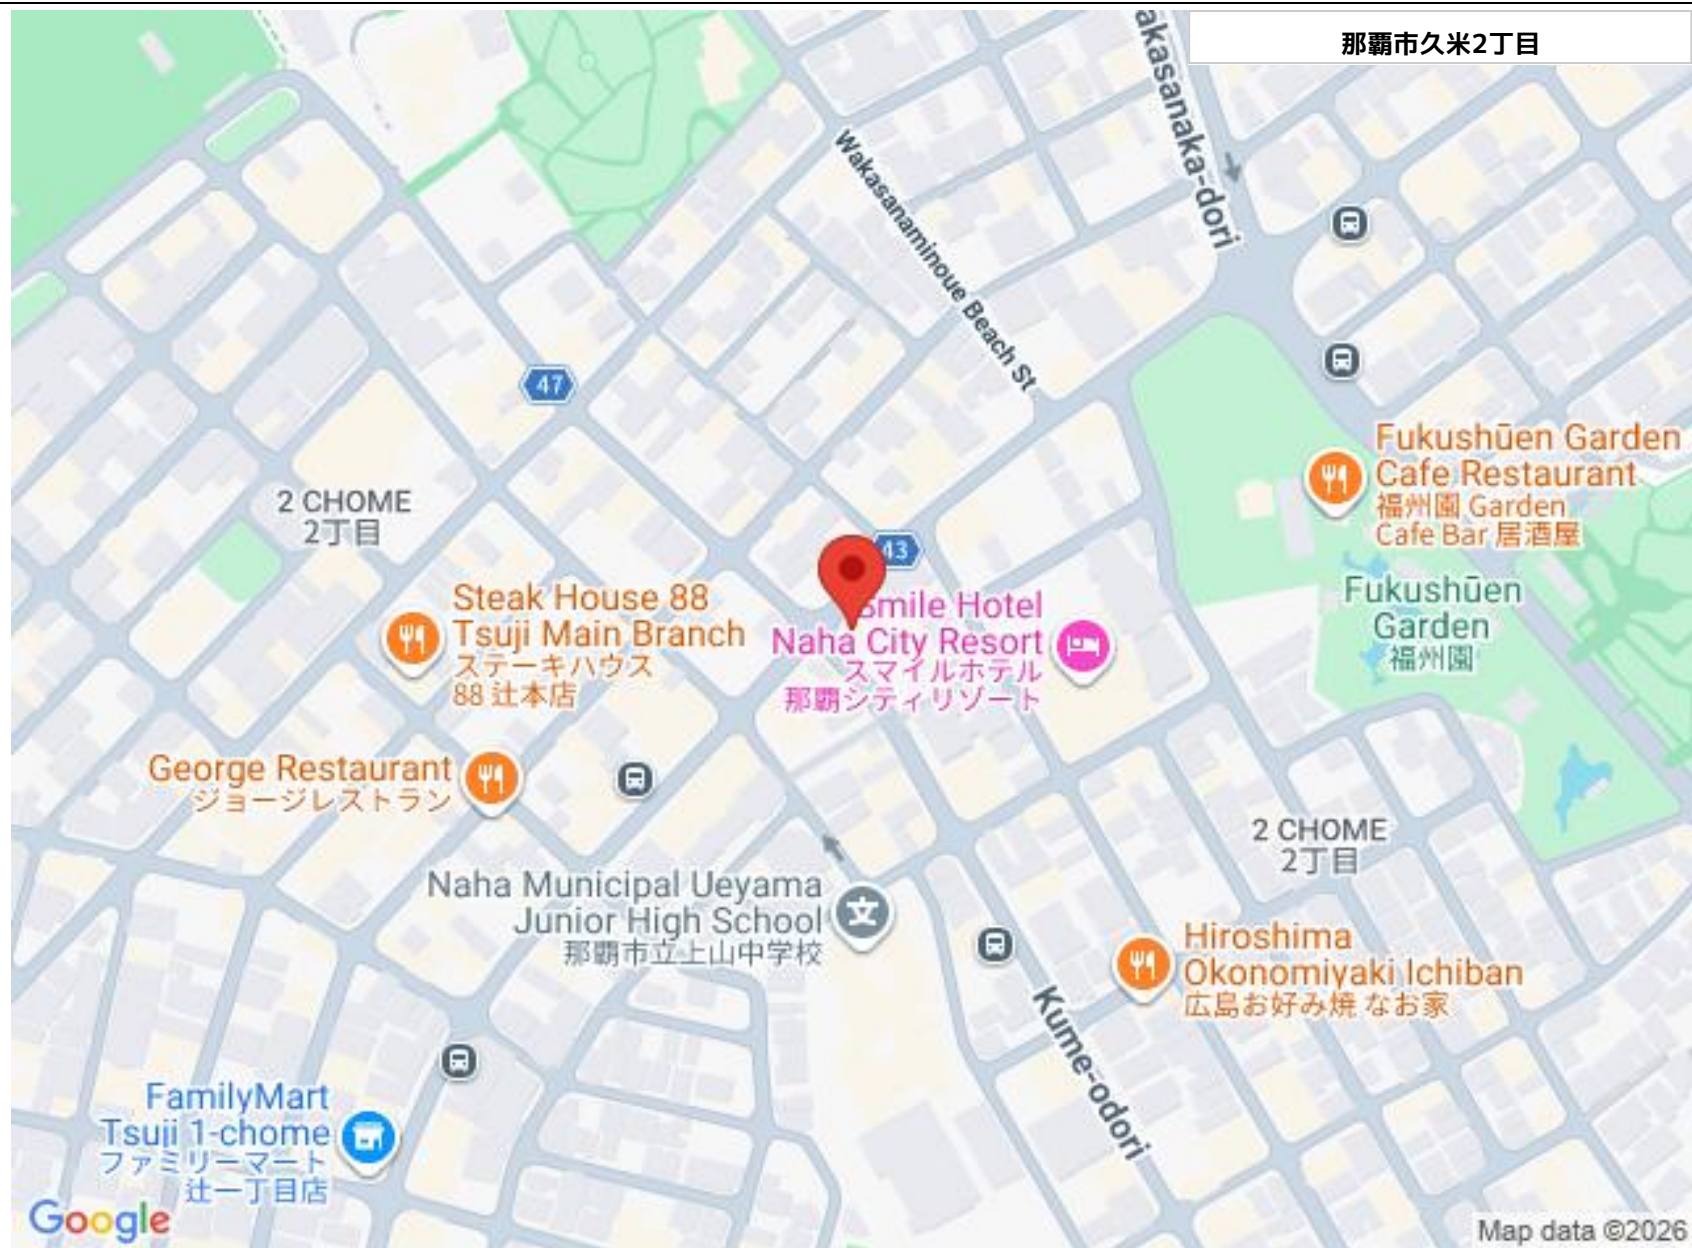 那覇市久米2丁目
akasanaka-dori
Wakasanaminoue Beach St
47
Fukushūen Garden
Cafe Restaurant
福州園 Garden
Cafe Bar 居酒屋
2 CHOME
2丁目
43
Steak House 88
Tsuji Main Branch
ステーキハウス
88 辻本店
Smile Hotel
Naha City Resort
スマイルホテル
那覇シティリゾート
Fukushūen
Garden
福州園
George Restaurant
ジョージレストラン
2 CHOME
2丁目
Naha Municipal Ueyama
Junior High School
那覇市立上山中学校
文
Hiroshima
Okonomiyaki Ichiban
広島お好み焼 なお家
Kume-odori
FamilyMart
Tsuji 1-chome
ファミリーマート
辻一丁目店
Google
Map data ©2026